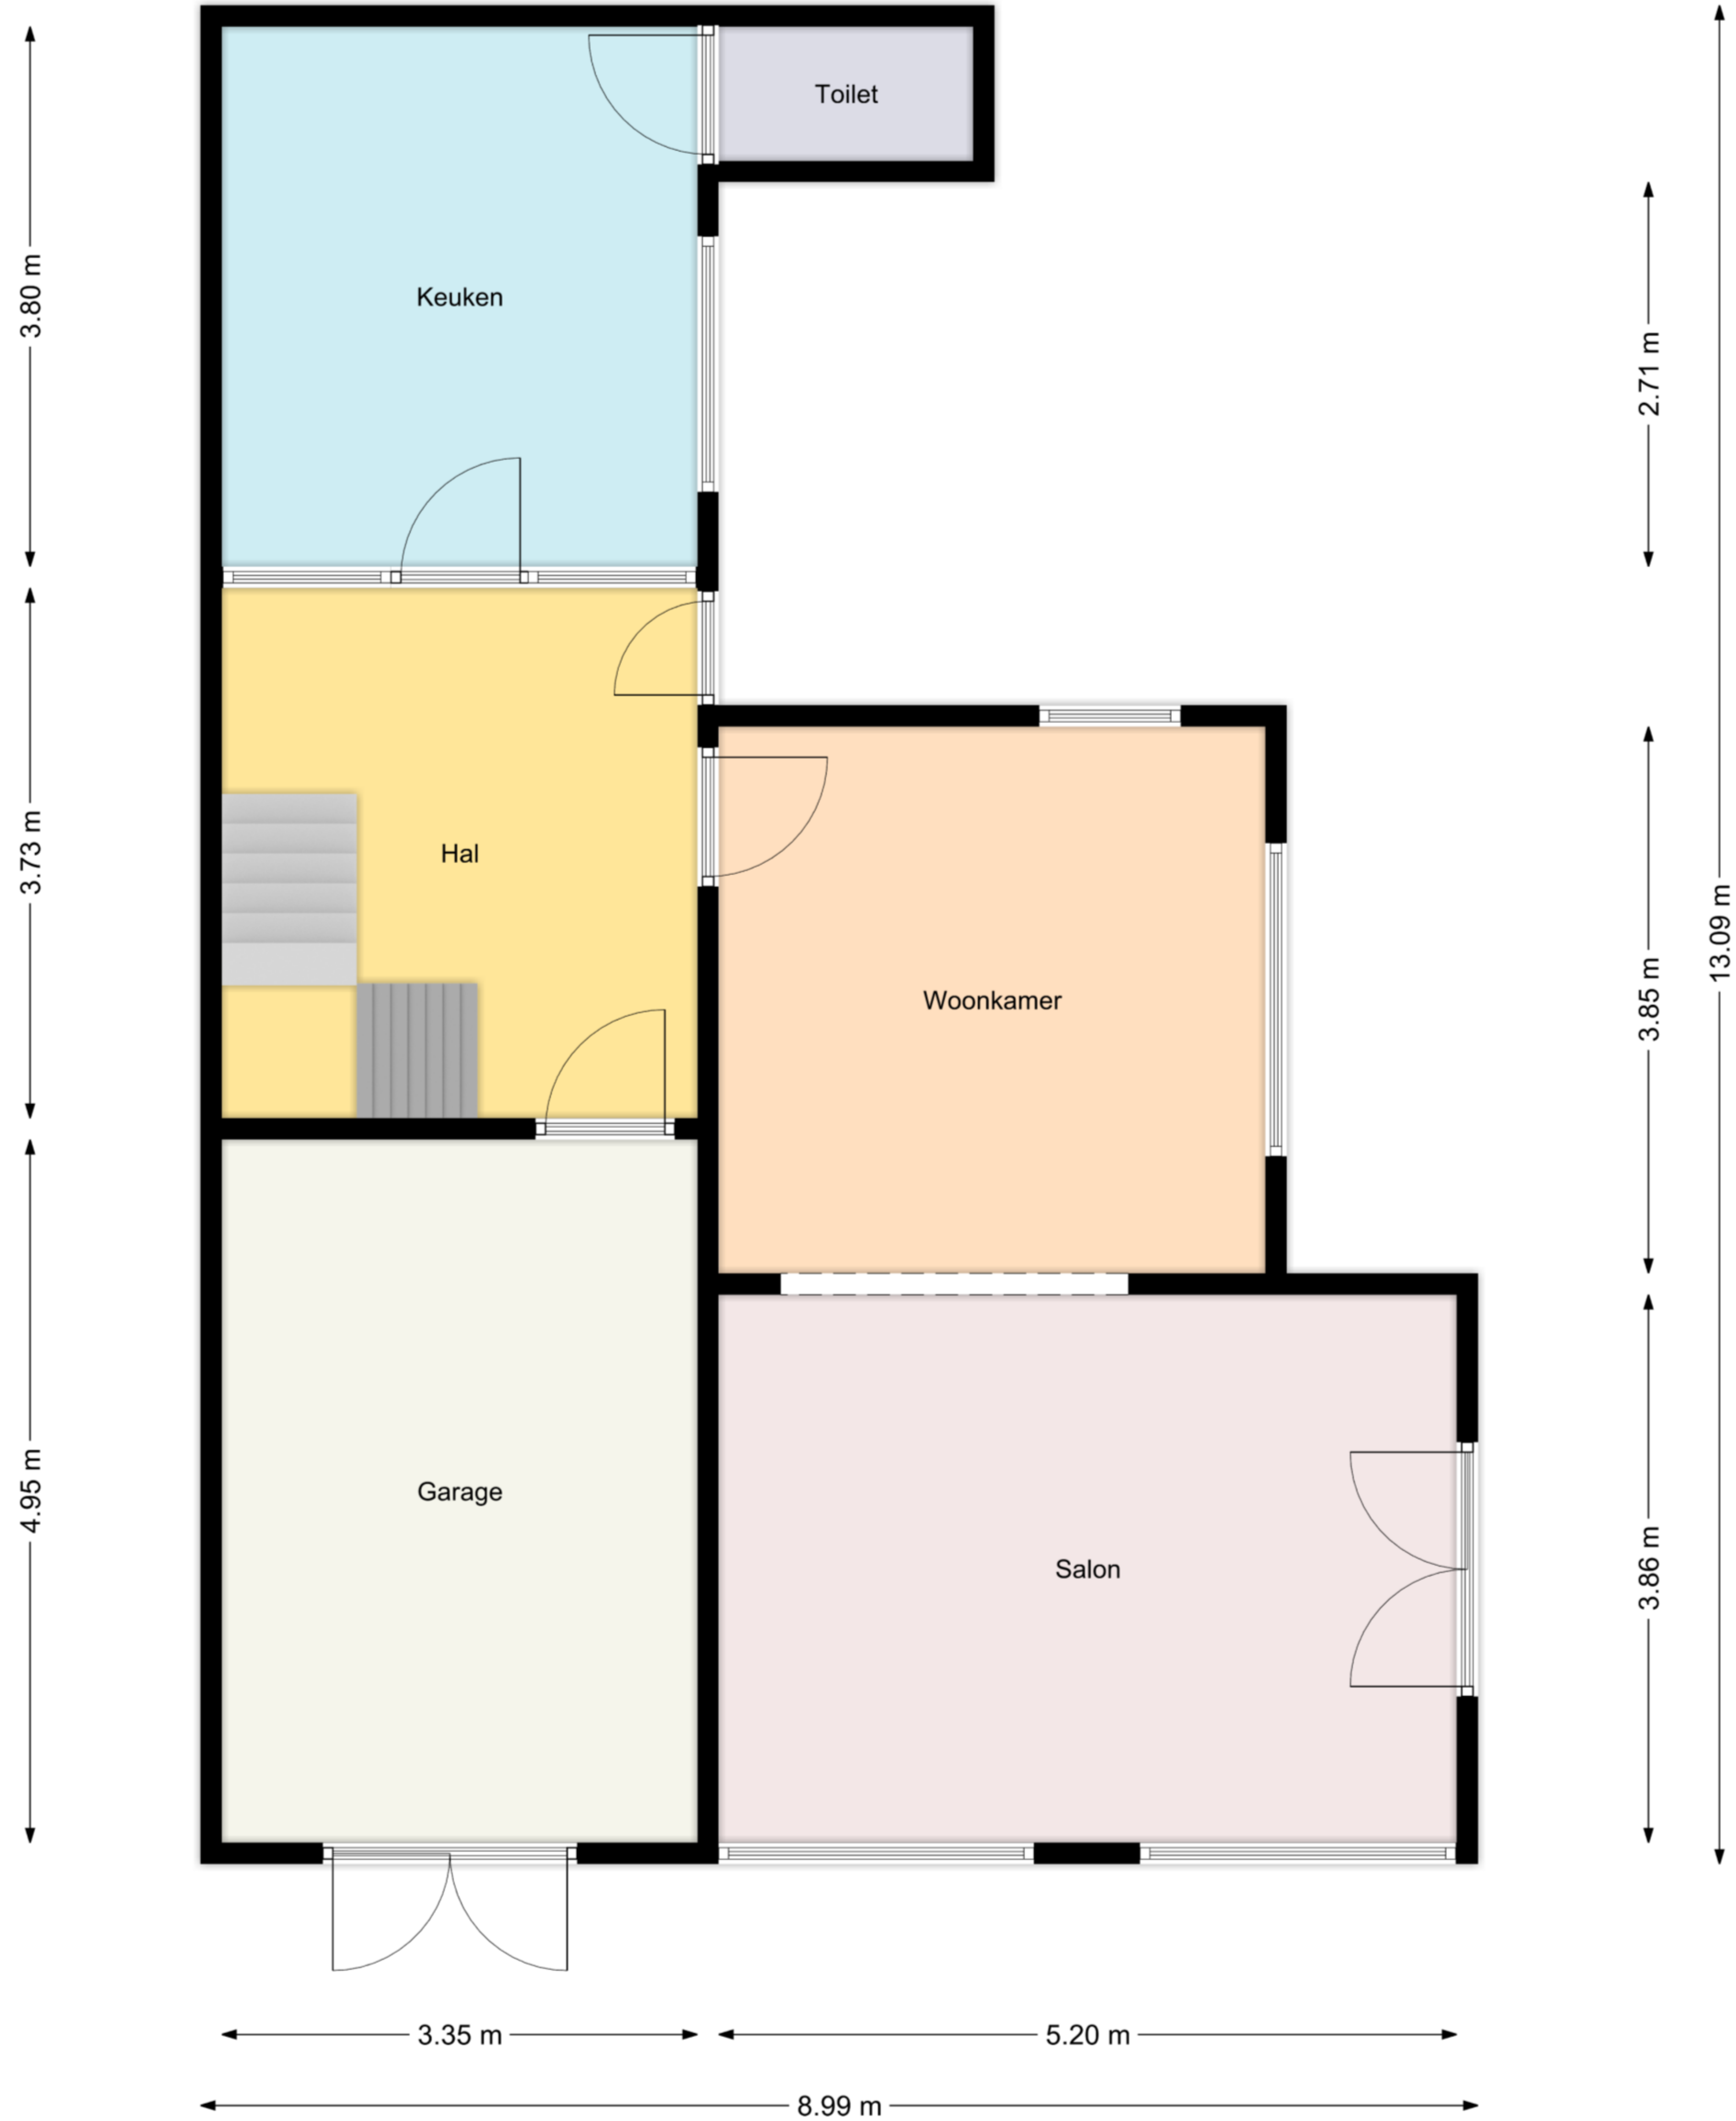 Toilet
Keuken
3.80 m
2.71 m
Hal
3.73 m
13.09 m
Woonkamer
3.85 m
Garage
4.95 m
Salon
3.86 m
3.35 m
5.20 m
8.99 m